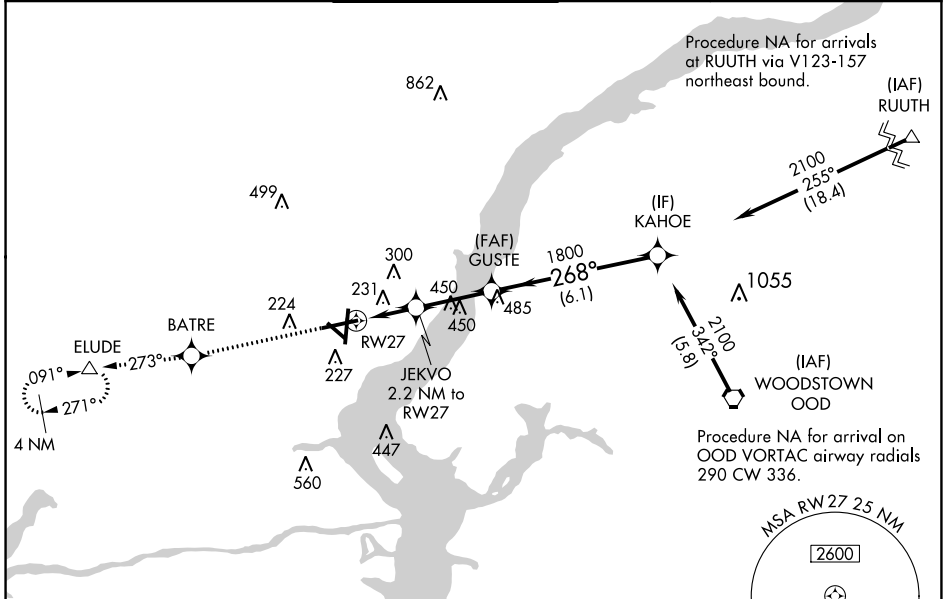 Procedure NA for arrivals
at RUUTH via V123-157
northeast bound.
862
(IAF)
RUUTH
2100
255°
(18.4)
499
(IF)
KAHOE
(FAF)
GUSTE
1800
268°
(6.1)
300
231
450
450
485
1055
224
BATRE
RW27
ELUDE
273°
091°
271°
4 NM
227
JEKVO
2.2 NM to
RW27
2100
342°
(5.8)
(IAF)
WOODSTOWN
OOD
447
560
Procedure NA for arrival on
OOD VORTAC airway radials
290 CW 336.
MSA RW27 25 NM
2600